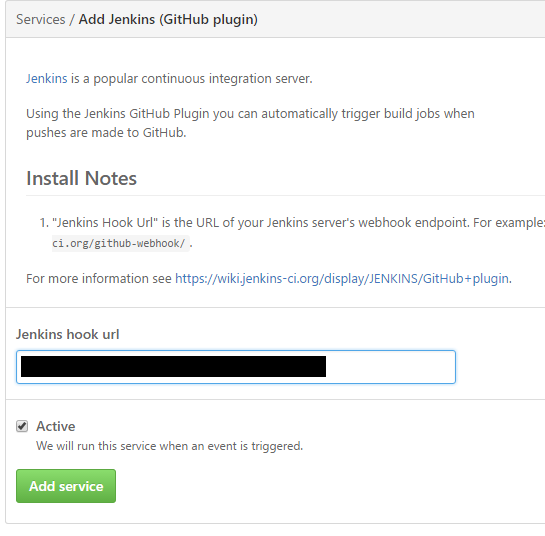 Services / Add Jenkins (GitHub plugin)
Jenkins is a popular continuous integration server.
Using the Jenkins GitHub Plugin you can automatically trigger build jobs when
pushes are made to GitHub.
Install Notes
1. "Jenkins Hook Url" is the URL of your Jenkins server's webhook endpoint. For example:
ci.org/github-webhook/ .
For more information see https://wiki.jenkins-ci.org/display/JENKINS/GitHub+plugin.
Jenkins hook url
Active
We will run this service when an event is triggered.
Add service